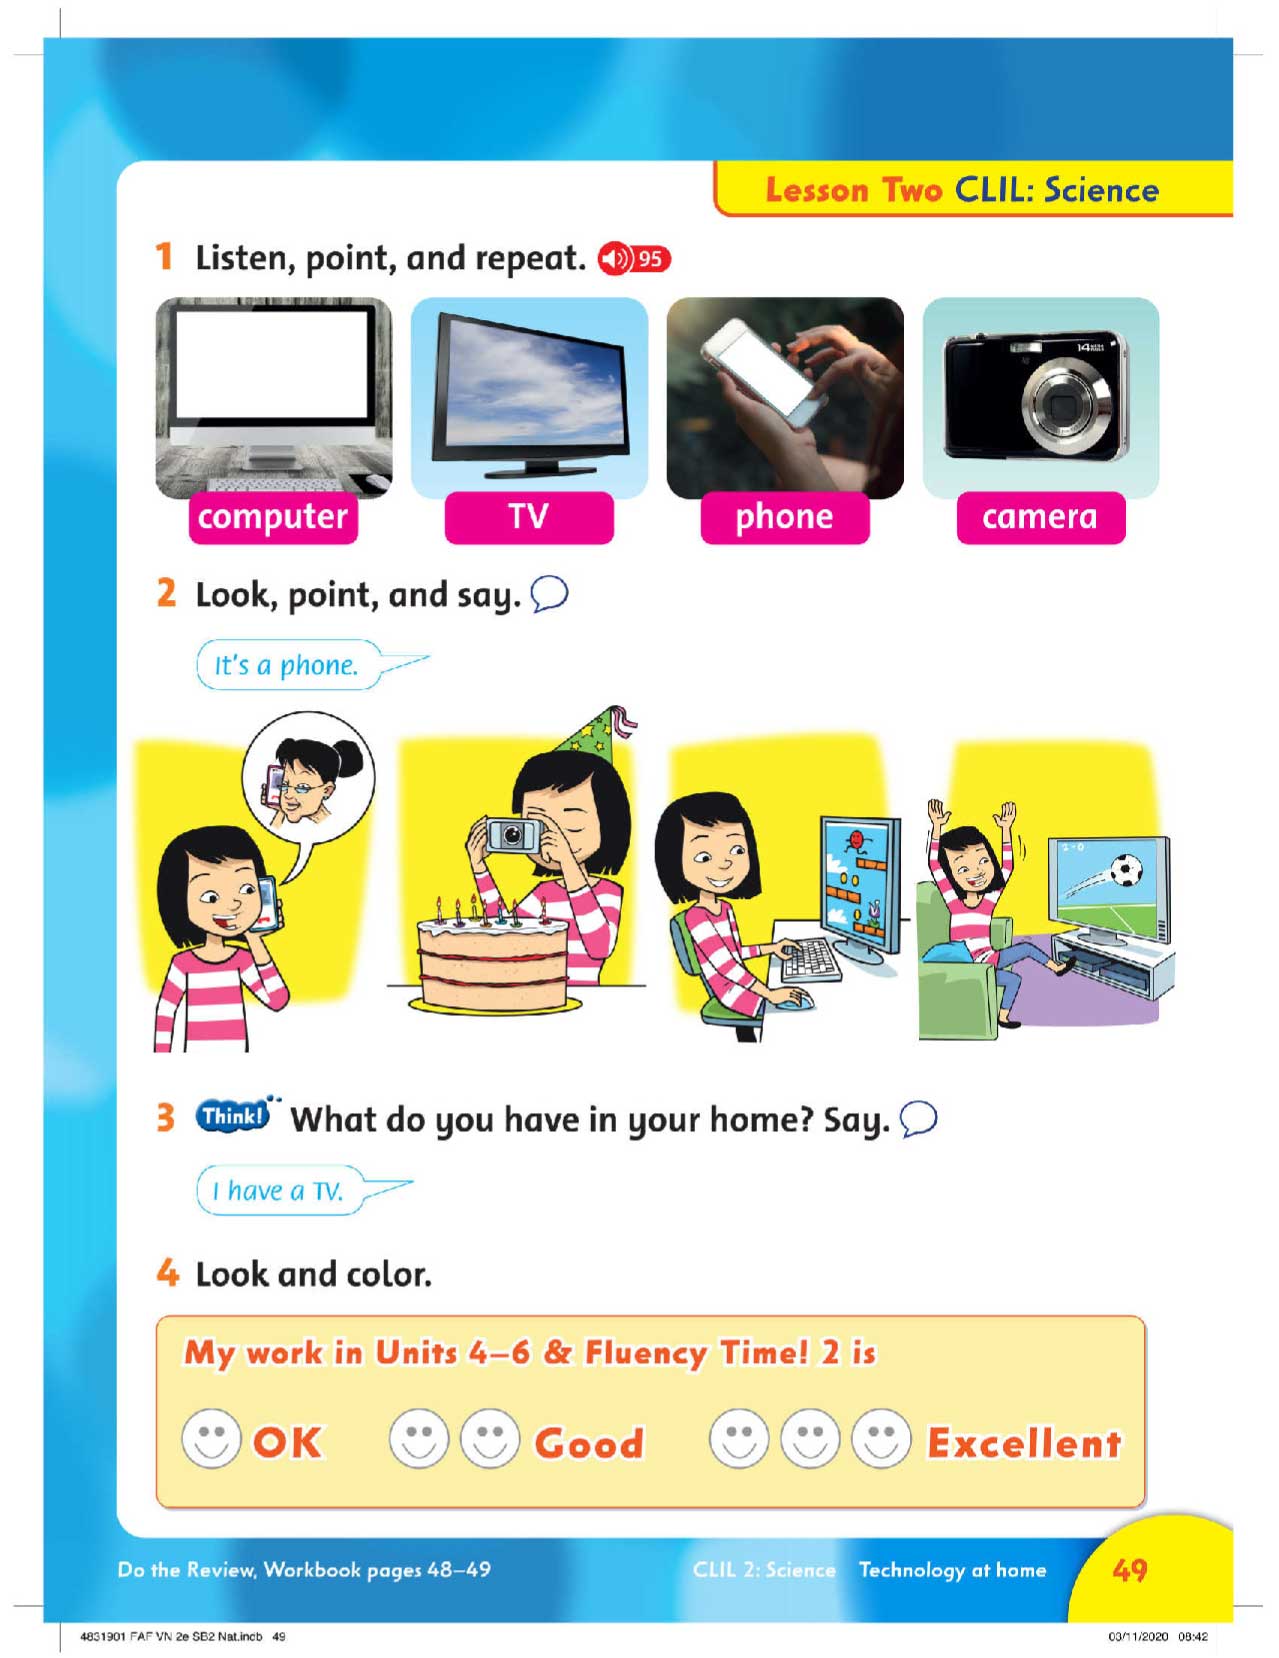 Lesson Two CLIL: Science
1 Listen, point, and repeat. 95
14
computer
TV
phone
camera
2 Look, point, and say.
It's a phone.
2 - 0
3 Think! What do you have in your home? Say.
I have a TV.
4 Look and color.
My work in Units 4–6 & Fluency Time! 2 is
OK
Good
Excellent
Do the Review, Workbook pages 48–49
CLIL 2: Science Technology at home
49
4831901 FAF VN 2e SB2 Nat.indb 49
03/11/2020 08:42